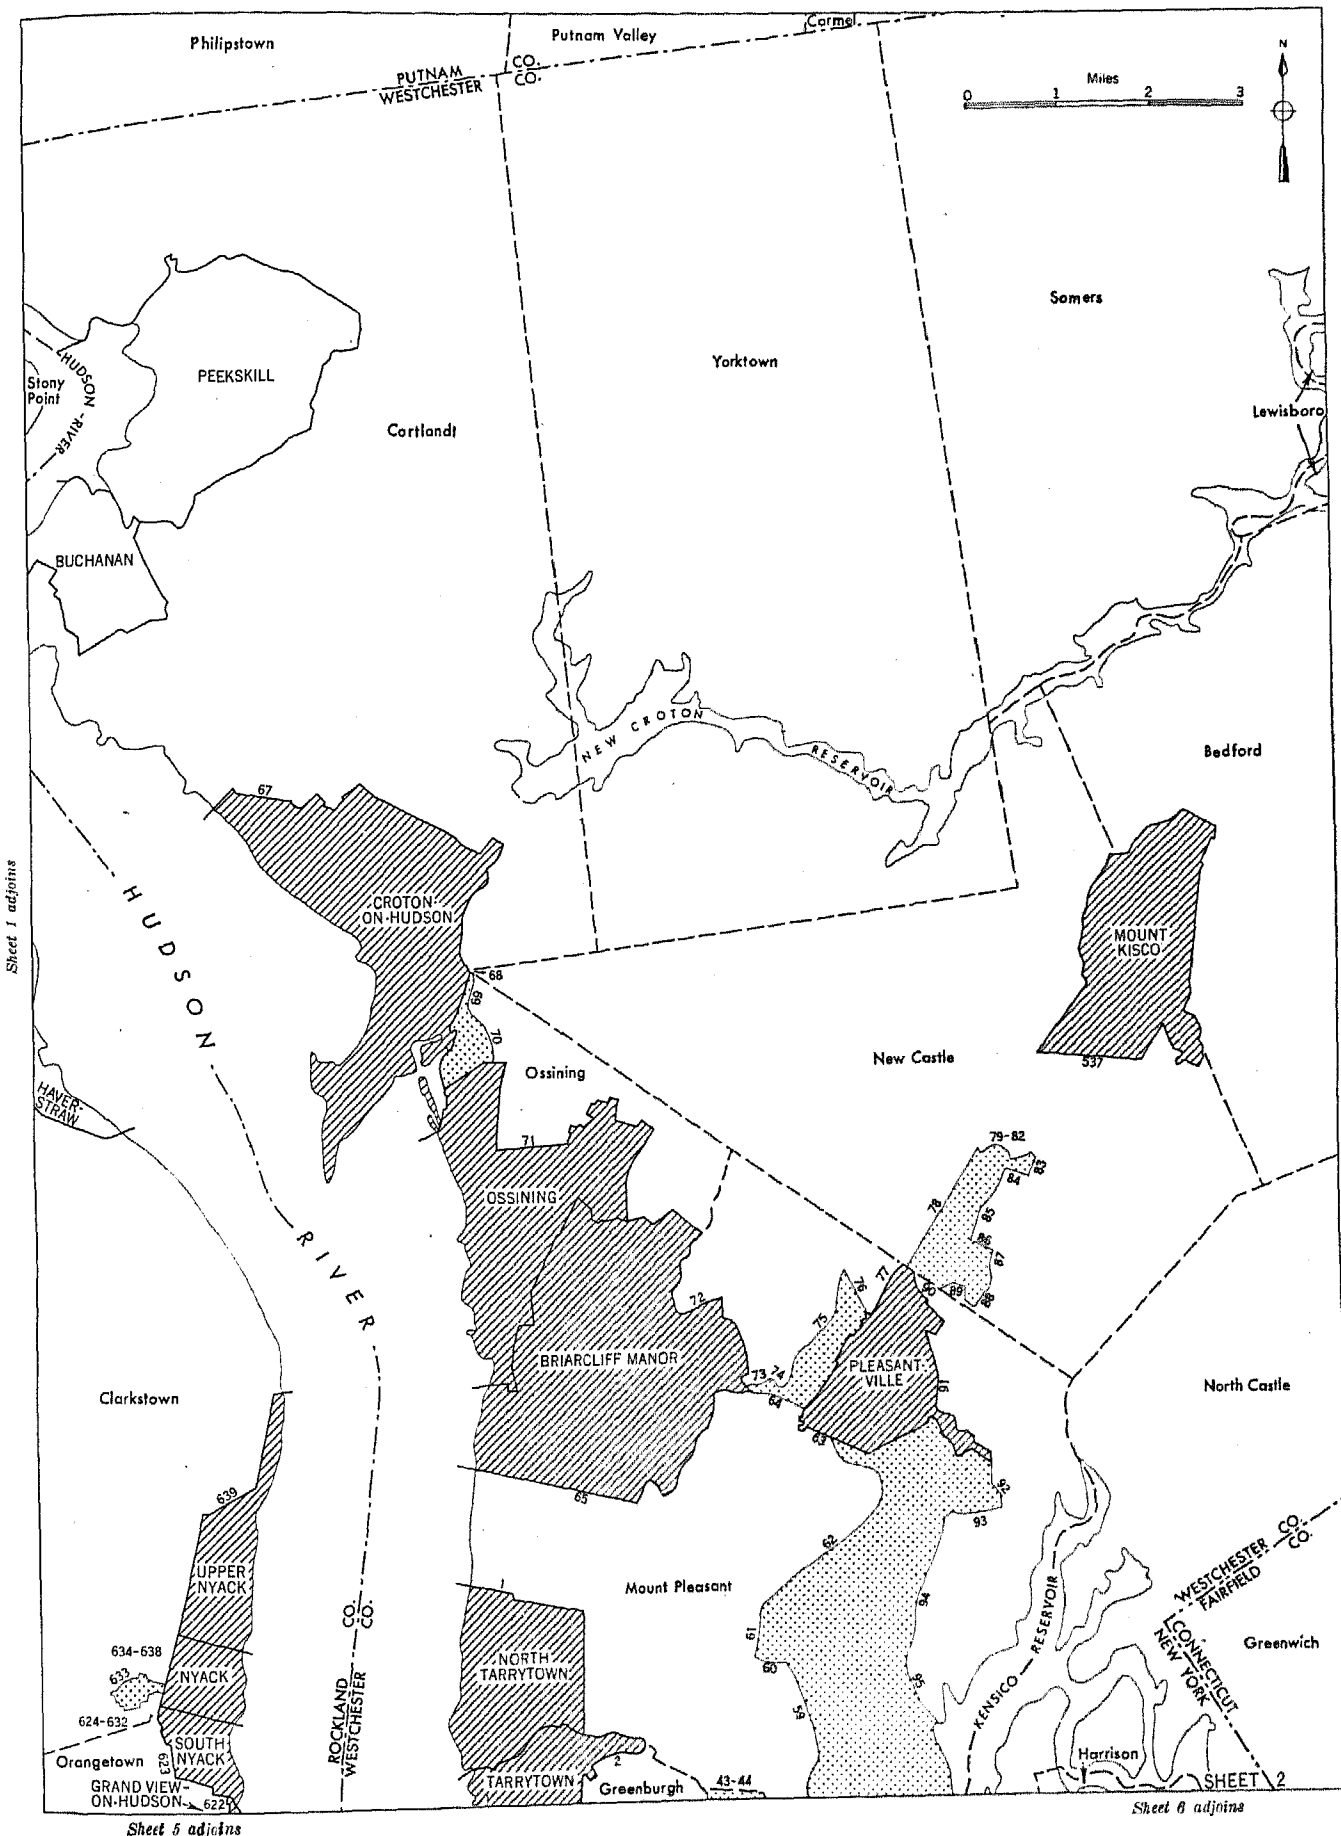 Philipstown
Putnam Valley
Carmel
PUTNAM CO.
WESTCHESTER CO.
Miles
0 1 2 3
N
Somers
Yorktown
PEEKSKILL
HUDSON RIVER
Stony
Point
Lewisboro
Cortlandt
BUCHANAN
NEW CROTON RESERVOIR
Bedford
67
Sheet 1 adjoins
HUDSON RIVER
CROTON-
ON-HUDSON
MOUNT
KISCO
68
69
70
New Castle
537
Ossining
HAVER-
STRAW
71
79-82
83
84
OSSINING
78
85
86
87
77
76
90
89
88
72
75
BRIARCLIFF MANOR
PLEASANT-
VILLE
73
74
64
91
63
Clarkstown
North Castle
65
639
92
93
62
WESTCHESTER CO.
FAIRFIELD CO.
UPPER
NYACK
Mount Pleasant
94
KENSICO RESERVOIR
CONNECTICUT
NEW YORK
Greenwich
634-638
633
NYACK
NORTH
TARRYTOWN
61
60
59
95
ROCKLAND CO.
WESTCHESTER CO.
624-632
Orangetown
623
SOUTH
NYACK
GRAND VIEW-
ON-HUDSON
622
1
2
TARRYTOWN
Greenburgh
43-44
Harrison
SHEET 2
Sheet 5 adjoins
Sheet 6 adjoins